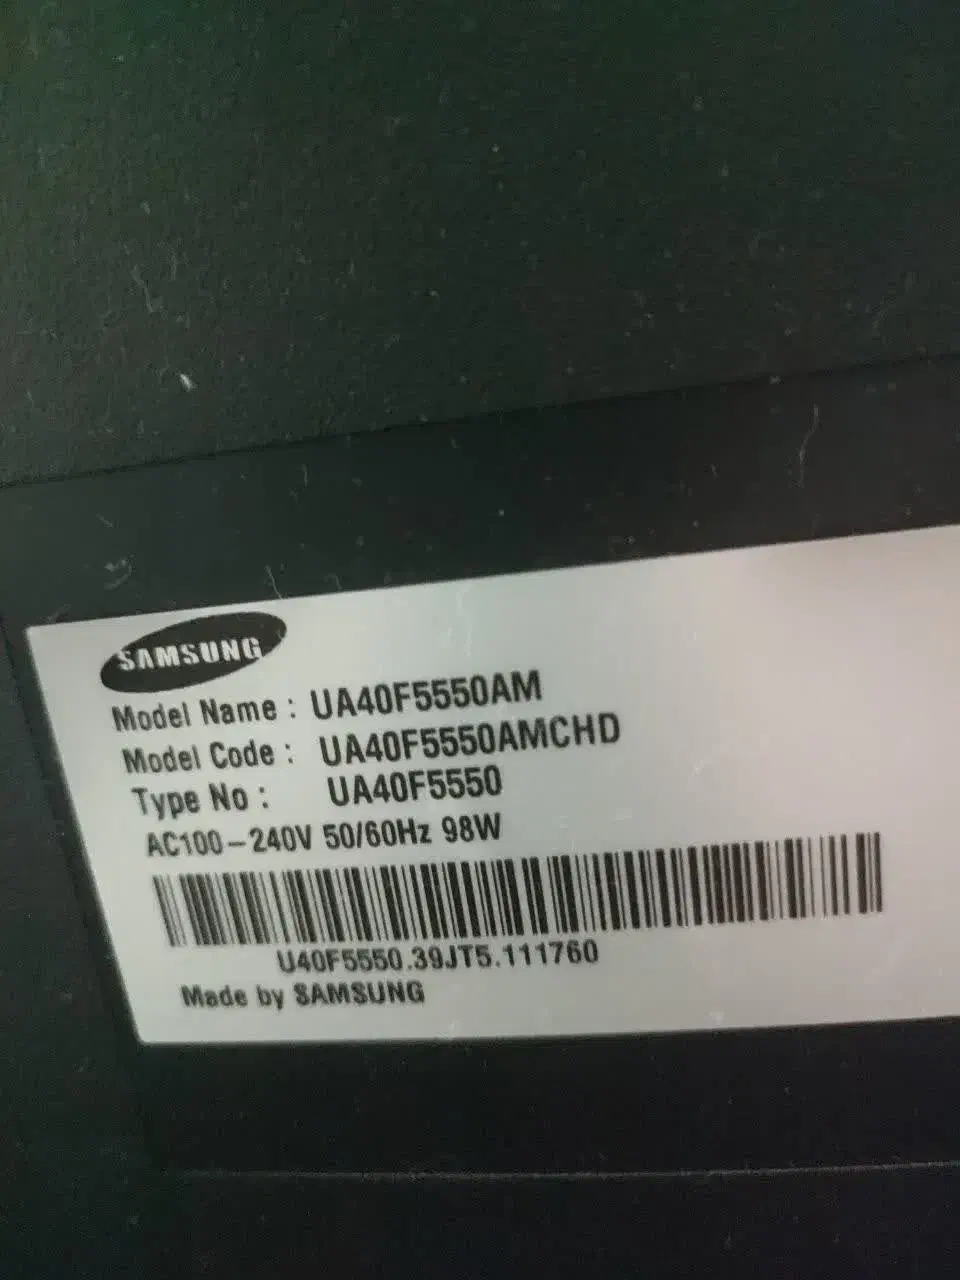 SAMSUNG
Model Name : UA40F5550AM
Model Code : UA40F5550AMCHD
Type No : UA40F5550
AC100-240V 50/60Hz 98W
U40F5550.39JT5.111760
Made by SAMSUNG